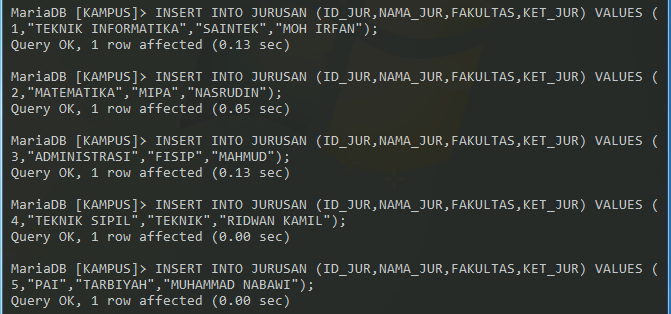 MariaDB [KAMPUS]> INSERT INTO JURUSAN (ID_JUR,NAMA_JUR,FAKULTAS,KET_JUR) VALUES (
1,"TEKNIK INFORMATIKA","SAINTEK","MOH IRFAN");
Query OK, 1 row affected (0.13 sec)
MariaDB [KAMPUS]> INSERT INTO JURUSAN (ID_JUR,NAMA_JUR,FAKULTAS,KET_JUR) VALUES (
2,"MATEMATIKA","MIPA","NASRUDIN");
Query OK, 1 row affected (0.05 sec)
MariaDB [KAMPUS]> INSERT INTO JURUSAN (ID_JUR,NAMA_JUR,FAKULTAS,KET_JUR) VALUES (
3,"ADMINISTRASI","FISIP","MAHMUD");
Query OK, 1 row affected (0.13 sec)
MariaDB [KAMPUS]> INSERT INTO JURUSAN (ID_JUR,NAMA_JUR,FAKULTAS,KET_JUR) VALUES (
4,"TEKNIK SIPIL","TEKNIK","RIDWAN KAMIL");
Query OK, 1 row affected (0.00 sec)
MariaDB [KAMPUS]> INSERT INTO JURUSAN (ID_JUR,NAMA_JUR,FAKULTAS,KET_JUR) VALUES (
5,"PAI","TARBIYAH","MUHAMMAD NABAWI");
Query OK, 1 row affected (0.00 sec)